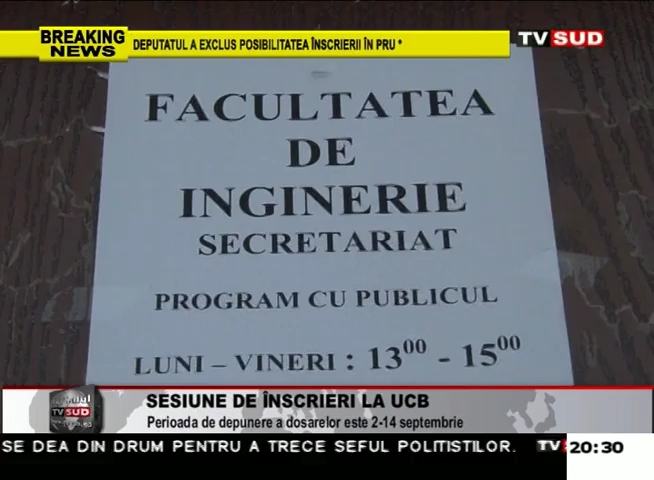 BREAKING NEWS
DEPUTATUL A EXCLUS POSIBILITATEA ÎNSCRIERII ÎN PRU *
TV SUD
FACULTATEA
DE
INGINERIE
SECRETARIAT
PROGRAM CU PUBLICUL
LUNI – VINERI : 13⁰⁰ - 15⁰⁰
TV SUD
SESIUNE DE ÎNSCRIERI LA UCB
Perioada de depunere a dosarelor este 2-14 septembrie
SE DEA DIN DRUM PENTRU A TRECE SEFUL POLITISTILOR.
TV
20:30